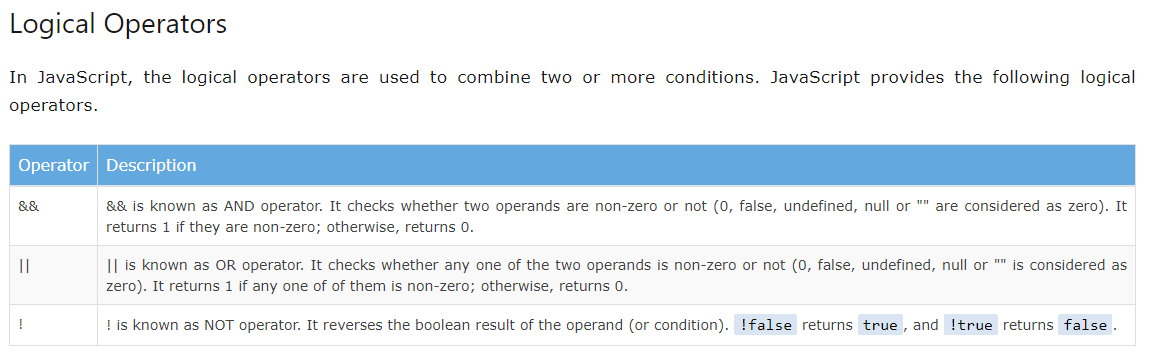 Logical Operators
In JavaScript, the logical operators are used to combine two or more conditions. JavaScript provides the following logical
operators.
Operator Description
&& && is known as AND operator. It checks whether two operands are non-zero or not (0, false, undefined, null or "" are considered as zero). It
returns 1 if they are non-zero; otherwise, returns 0.
|| || is known as OR operator. It checks whether any one of the two operands is non-zero or not (0, false, undefined, null or "" is considered as
zero). It returns 1 if any one of of them is non-zero; otherwise, returns 0.
! ! is known as NOT operator. It reverses the boolean result of the operand (or condition). !false returns true, and !true returns false.